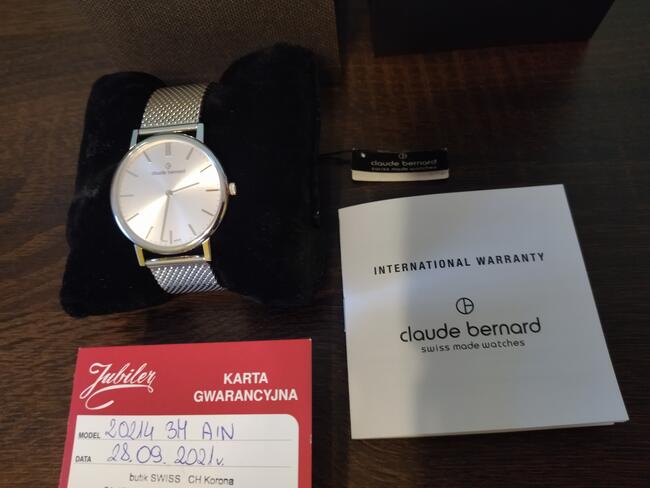 claude bernard
claude bernard
swiss made watches
INTERNATIONAL WARRANTY
claude bernard
swiss made watches
Jubiler
KARTA
GWARANCYJNA
MODEL 20214 3M AIN
DATA 28.09.2021r.
butik SWISS CH Korona